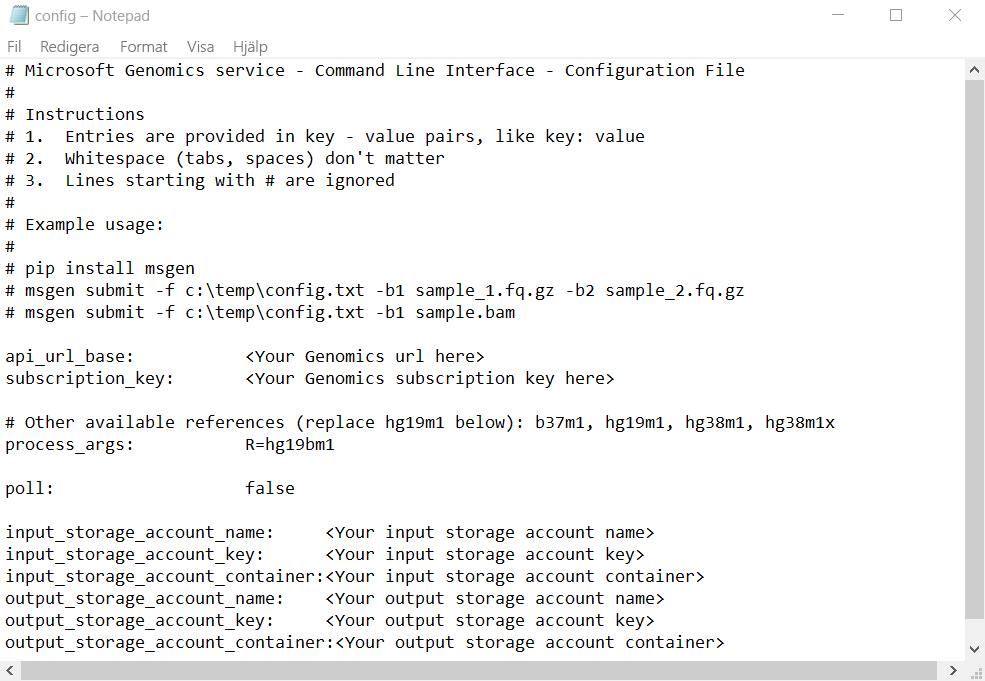 config – Notepad
Fil Redigera Format Visa Hjälp
# Microsoft Genomics service - Command Line Interface - Configuration File
#
# Instructions
# 1.  Entries are provided in key - value pairs, like key: value
# 2.  Whitespace (tabs, spaces) don't matter
# 3.  Lines starting with # are ignored
#
# Example usage:
#
# pip install msgen
# msgen submit -f c:\temp\config.txt -b1 sample_1.fq.gz -b2 sample_2.fq.gz
# msgen submit -f c:\temp\config.txt -b1 sample.bam
api_url_base:           <Your Genomics url here>
subscription_key:       <Your Genomics subscription key here>
# Other available references (replace hg19m1 below): b37m1, hg19m1, hg38m1, hg38m1x
process_args:           R=hg19bm1
poll:                   false
input_storage_account_name:     <Your input storage account name>
input_storage_account_key:      <Your input storage account key>
input_storage_account_container:<Your input storage account container>
output_storage_account_name:    <Your output storage account name>
output_storage_account_key:     <Your output storage account key>
output_storage_account_container:<Your output storage account container>